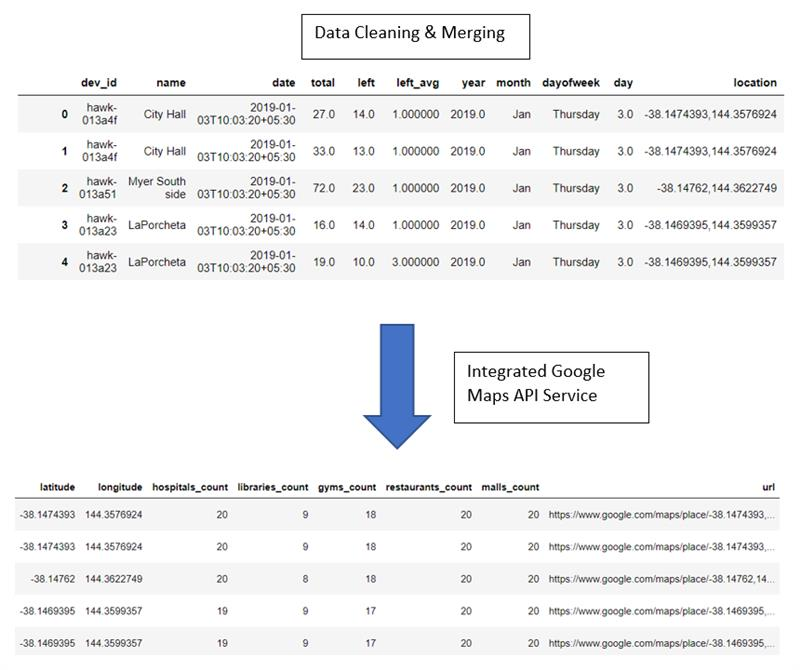 Data Cleaning & Merging
dev_id name date total left left_avg year month dayofweek day location
0 hawk-013a4f City Hall 2019-01-03T10:03:20+05:30 27.0 14.0 1.000000 2019.0 Jan Thursday 3.0 -38.1474393,144.3576924
1 hawk-013a4f City Hall 2019-01-03T10:03:20+05:30 33.0 13.0 1.000000 2019.0 Jan Thursday 3.0 -38.1474393,144.3576924
2 hawk-013a51 Myer South side 2019-01-03T10:03:20+05:30 72.0 23.0 1.000000 2019.0 Jan Thursday 3.0 -38.14762,144.3622749
3 hawk-013a23 LaPorcheta 2019-01-03T10:03:20+05:30 16.0 14.0 1.000000 2019.0 Jan Thursday 3.0 -38.1469395,144.3599357
4 hawk-013a23 LaPorcheta 2019-01-03T10:03:20+05:30 19.0 10.0 3.000000 2019.0 Jan Thursday 3.0 -38.1469395,144.3599357
Integrated Google
Maps API Service
latitude longitude hospitals_count libraries_count gyms_count restaurants_count malls_count url
-38.1474393 144.3576924 20 9 18 20 20 https://www.google.com/maps/place/-38.1474393,...
-38.1474393 144.3576924 20 9 18 20 20 https://www.google.com/maps/place/-38.1474393,...
-38.14762 144.3622749 20 8 18 20 20 https://www.google.com/maps/place/-38.14762,14...
-38.1469395 144.3599357 19 9 17 20 20 https://www.google.com/maps/place/-38.1469395,...
-38.1469395 144.3599357 19 9 17 20 20 https://www.google.com/maps/place/-38.1469395,...